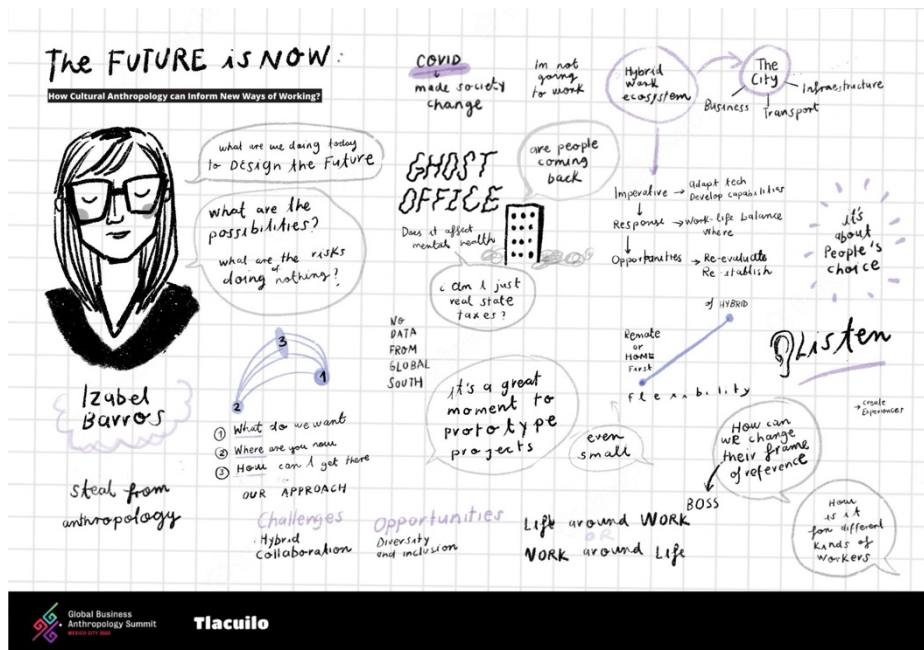 The FUTURE is NOW:
How Cultural Anthropology can Inform New Ways of Working?
what are we doing today
to DESIGN the FUTURE
what are the
possibilities?
what are the risks
of
doing nothing?
Izabel
Barros
steal from
anthropology
3
1
2
1 What do we want
2 Where are you now
3 How can I get there
OUR APPROACH
Challenges
Hybrid
Collaboration
Opportunities
Diversity
and inclusion
COVID
made society
change
Im not
going
to work
GHOST
OFFICE
Does it affect
mental health
are people
coming
back
¿ Am I just
real state
taxes?
NO
DATA
FROM
GLOBAL
SOUTH
it's a great
moment to
prototype
projects
even
small
Hybrid
Work
ecosystem
The
City
Business
Transport
Infraestructure
Imperative → adapt tech
Develop capabilities
Response → Work-life balance
Where
Opportunities → Re-evaluate
Re-stablish
it's
about
People's
choice
of HYBRID
Remote
or
HOME
First
flexibility
Listen
→ create
Experiences
How can
we change
their frame
of reference
BOSS
Life around WORK
OR
WORK around Life
How
is it
for different
kinds of
workers
Global Business
Anthropology Summit
Tlacuilo